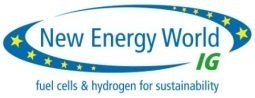 New Energy World
IG
fuel cells & hydrogen for sustainability